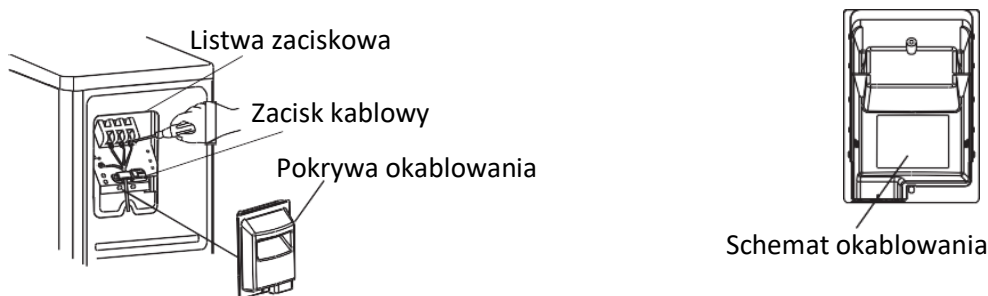 Listwa zaciskowa
Zacisk kablowy
Pokrywa okablowania
Schemat okablowania